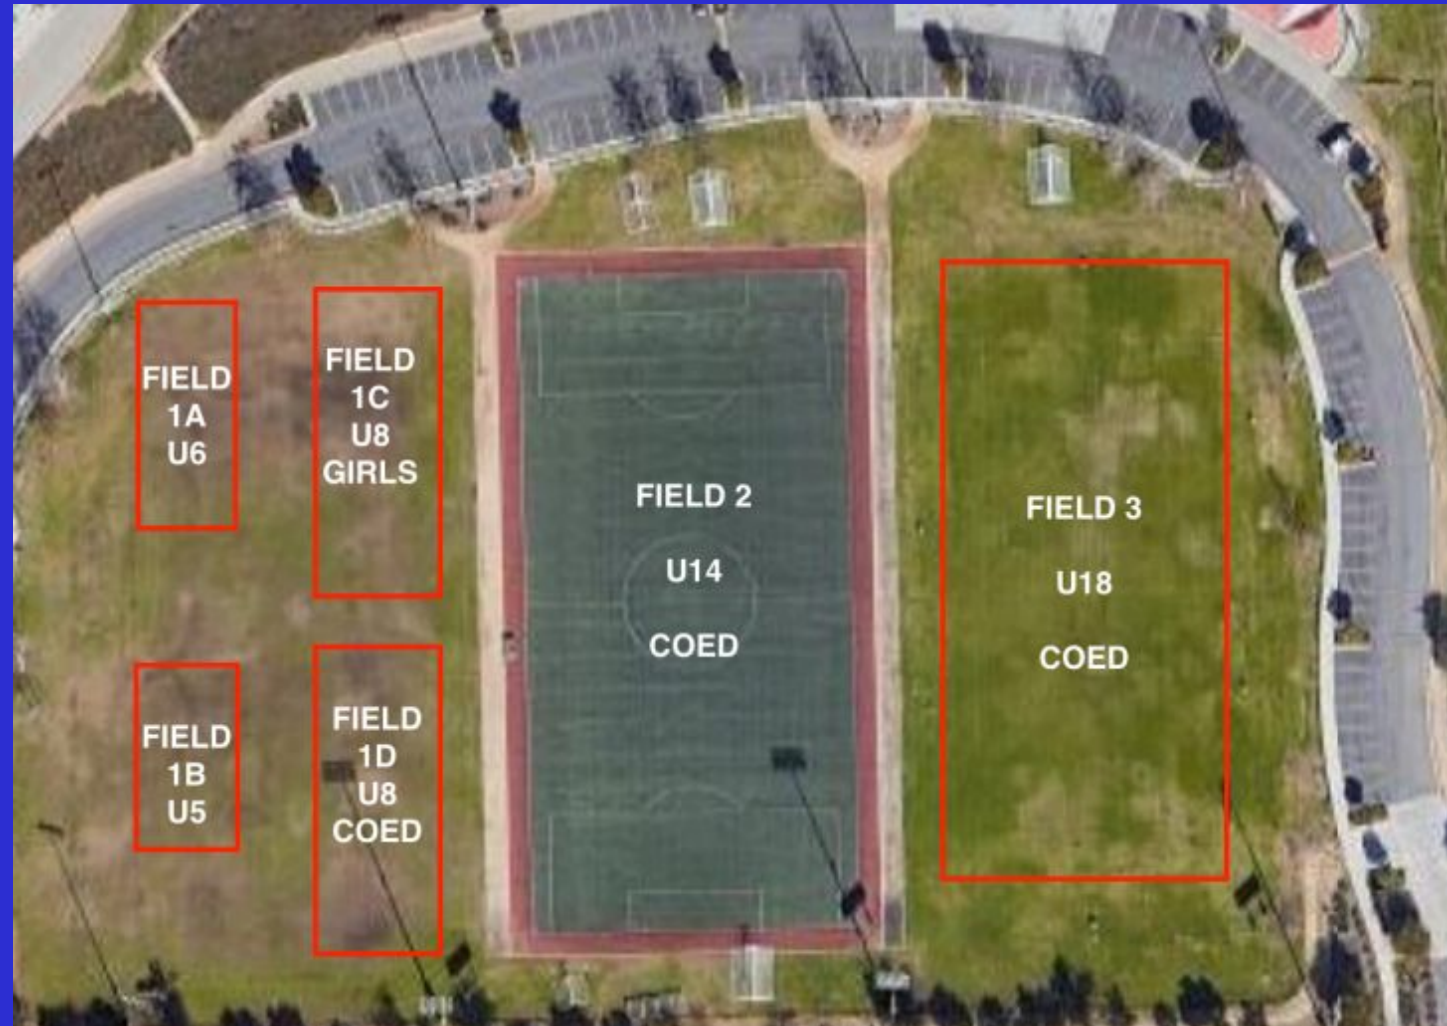 FIELD
1A
U6
FIELD
1C
U8
GIRLS
FIELD 2
U14
COED
FIELD 3
U18
COED
FIELD
1B
U5
FIELD
1D
U8
COED